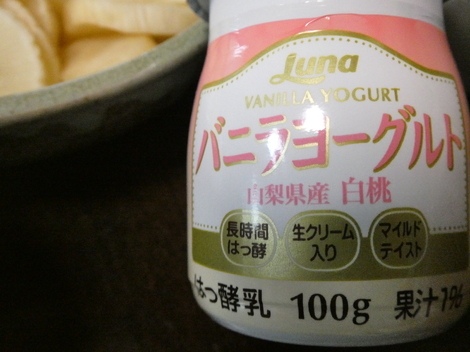 Luna
VANILLA YOGURT
バニラヨーグルト
山梨県産 白桃
長時間
はっ酵
生クリーム
入り
マイルド
テイスト
はっ酵乳 100g 果汁1%